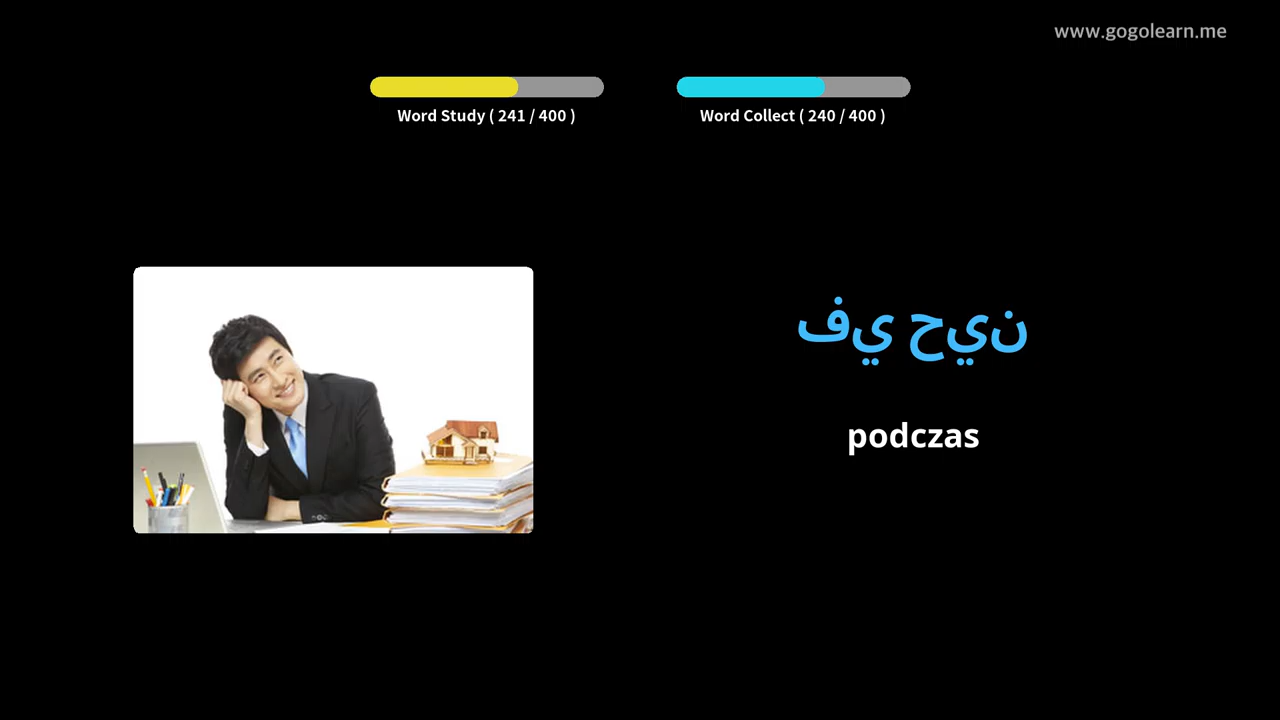 www.gogolearn.me
Word Study ( 241 / 400 )
Word Collect ( 240 / 400 )
في حين
podczas